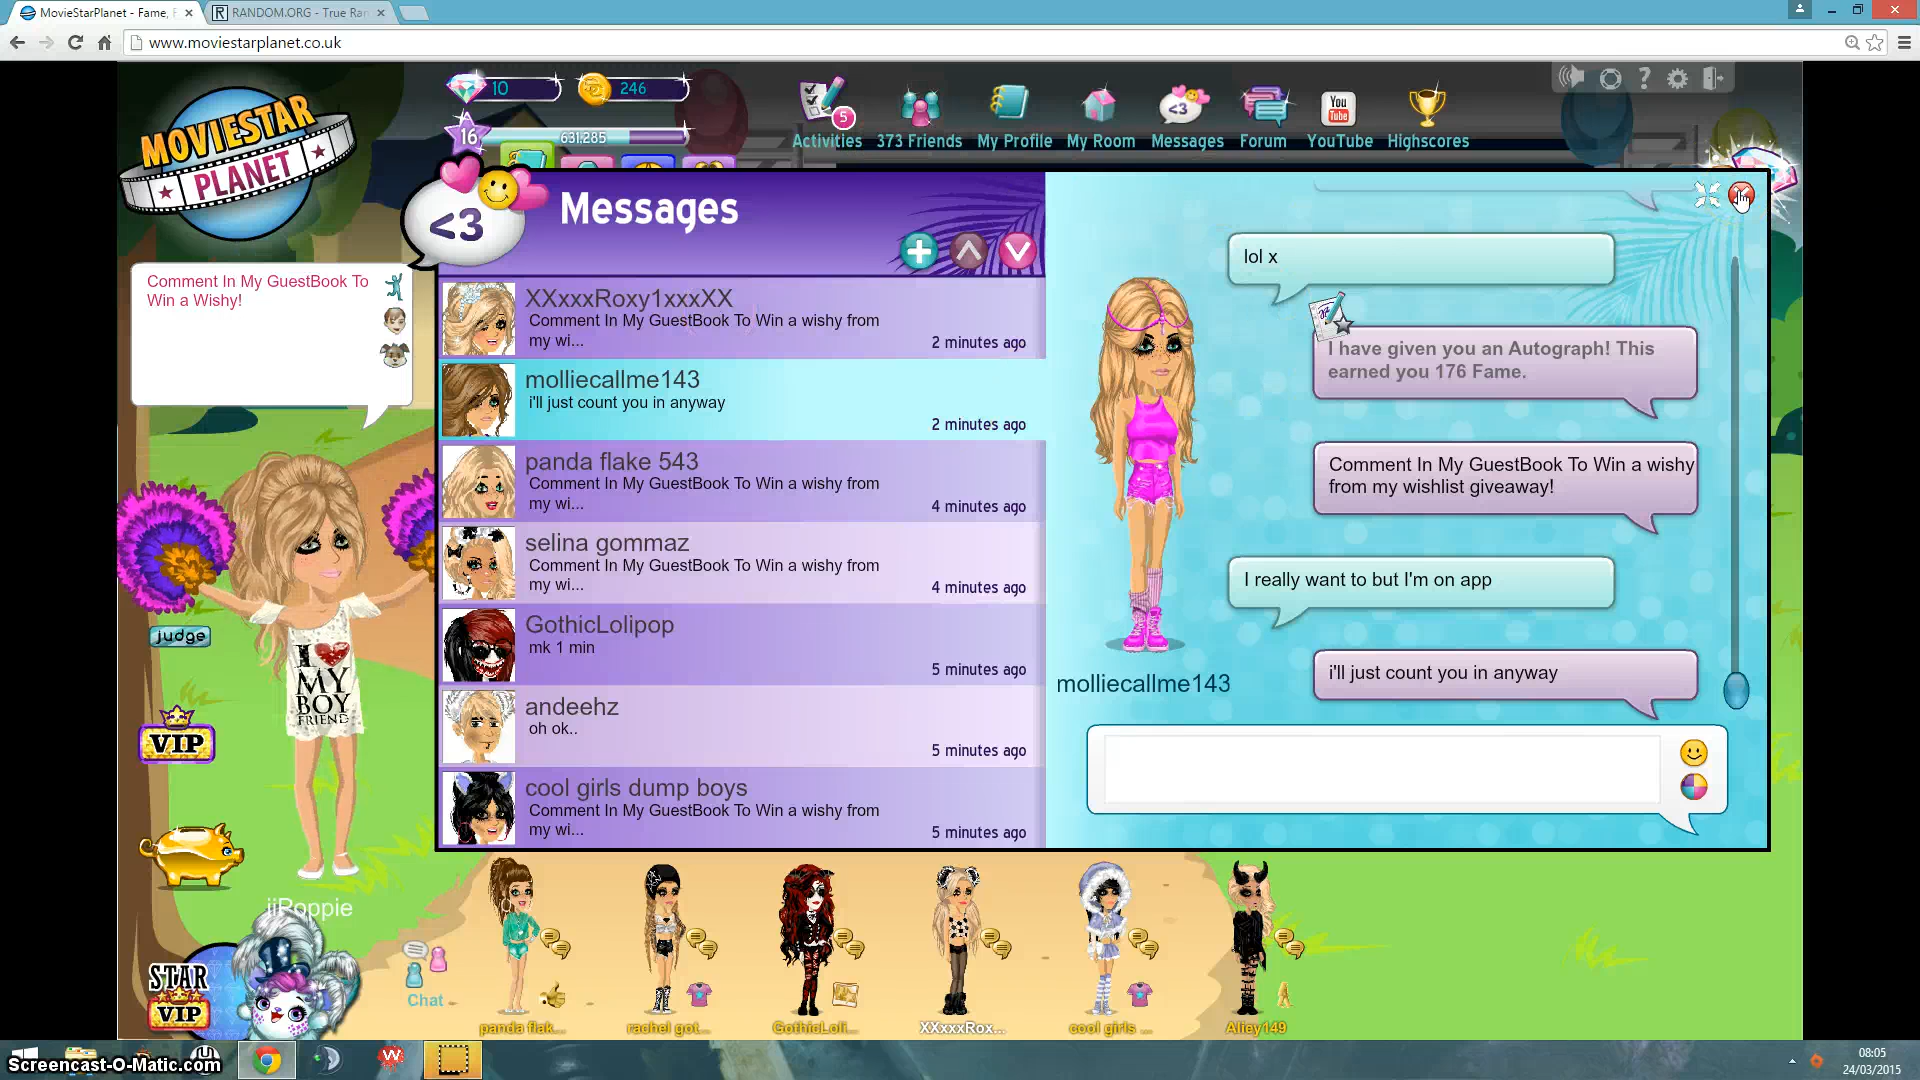 MovieStarPlanet - Fame, F
RANDOM.ORG - True Ran
www.moviestarplanet.co.uk
MOVIESTAR
PLANET
10
246
16
631,285
5
<3
You
Tube
Activities
373 Friends
My Profile
My Room
Messages
Forum
YouTube
Highscores
?
Comment In My GuestBook To
Win a Wishy!
<3
Messages
XXxxxRoxy1xxxXX
Comment In My GuestBook To Win a wishy from
my wi...
2 minutes ago
molliecallme143
i'll just count you in anyway
2 minutes ago
panda flake 543
Comment In My GuestBook To Win a wishy from
my wi...
4 minutes ago
selina gommaz
Comment In My GuestBook To Win a wishy from
my wi...
4 minutes ago
GothicLolipop
mk 1 min
5 minutes ago
andeehz
oh ok..
5 minutes ago
cool girls dump boys
Comment In My GuestBook To Win a wishy from
my wi...
5 minutes ago
lol x
I have given you an Autograph! This
earned you 176 Fame.
Comment In My GuestBook To Win a wishy
from my wishlist giveaway!
I really want to but I'm on app
i'll just count you in anyway
molliecallme143
judge
I
MY
BOY
FRIEND
VIP
iiPoppie
STAR
VIP
Chat
panda flak...
rachel got...
GothicLoli...
XXxxxRox...
cool girls ...
Aliey149
Screencast-O-Matic.com
W
08:05
24/03/2015